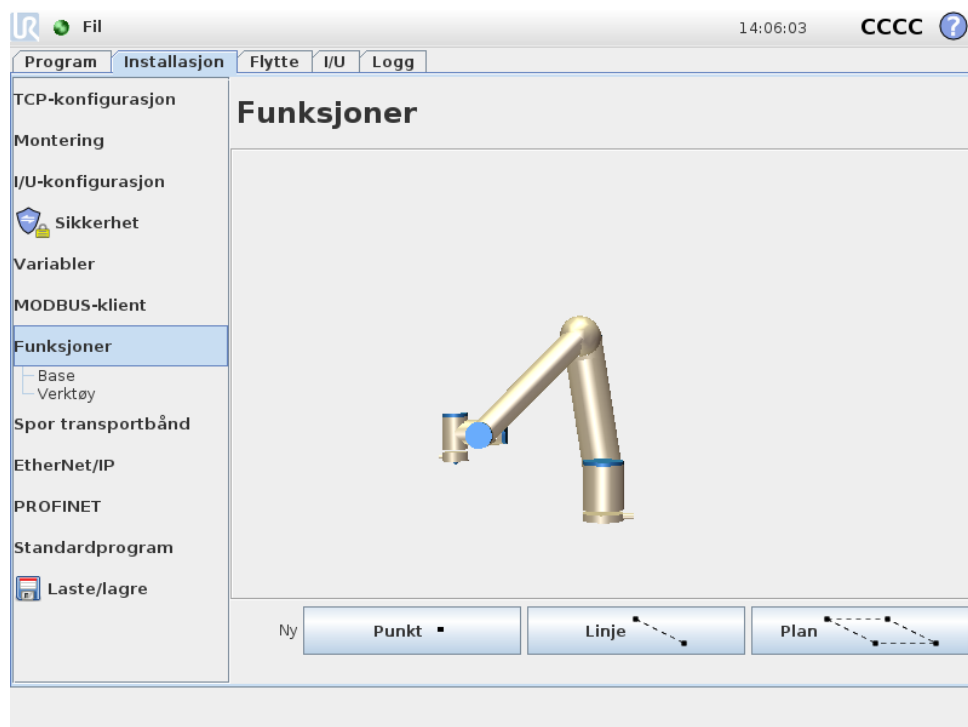 UR Fil 14:06:03 CCCC ?
Program Installasjon Flytte I/U Logg
TCP-konfigurasjon
Funksjoner
Montering
I/U-konfigurasjon
Sikkerhet
Variabler
MODBUS-klient
Funksjoner
Base
Verktøy
Spor transportbånd
EtherNet/IP
PROFINET
Standardprogram
Laste/lagre
Ny Punkt Linje Plan